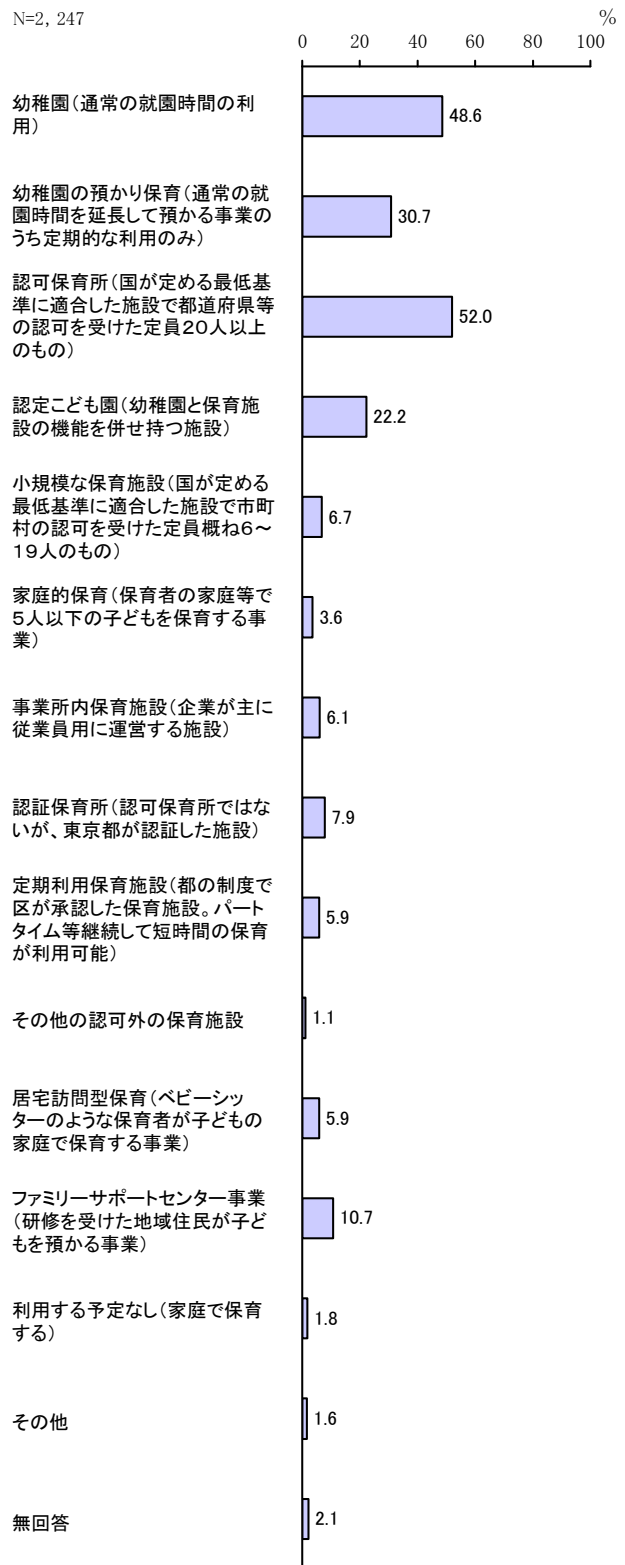 N=2, 247
%
0 20 40 60 80 100
幼稚園（通常の就園時間の利
用）
48.6
幼稚園の預かり保育（通常の就
園時間を延長して預かる事業の
うち定期的な利用のみ）
30.7
認可保育所（国が定める最低基
準に適合した施設で都道府県等
の認可を受けた定員２０人以上
のもの）
52.0
認定こども園（幼稚園と保育施
設の機能を併せ持つ施設）
22.2
小規模な保育施設（国が定める
最低基準に適合した施設で市町
村の認可を受けた定員概ね６～
１９人のもの）
6.7
家庭的保育（保育者の家庭等で
５人以下の子どもを保育する事
業）
3.6
事業所内保育施設（企業が主に
従業員用に運営する施設）
6.1
認証保育所（認可保育所ではな
いが、東京都が認証した施設）
7.9
定期利用保育施設（都の制度で
区が承認した保育施設。パート
タイム等継続して短時間の保育
が利用可能）
5.9
その他の認可外の保育施設
1.1
居宅訪問型保育（ベビーシッ
ターのような保育者が子どもの
家庭で保育する事業）
5.9
ファミリーサポートセンター事業
（研修を受けた地域住民が子ど
もを預かる事業）
10.7
利用する予定なし（家庭で保育
する）
1.8
その他
1.6
無回答
2.1